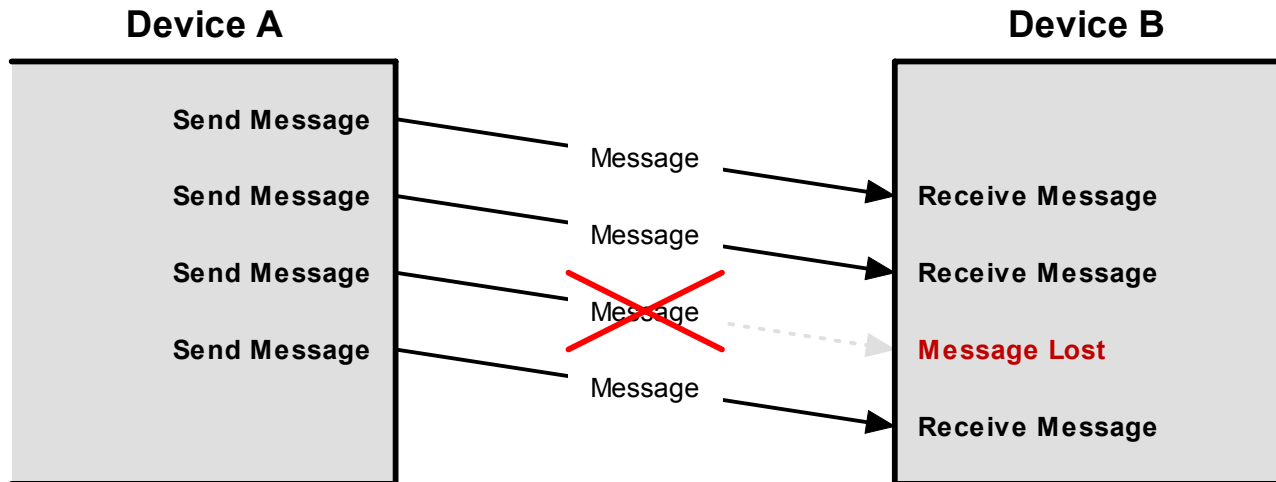 Device A
Device B
Send Message
Message
Send Message
Receive Message
Message
Send Message
Receive Message
Message
Send Message
Message Lost
Message
Receive Message